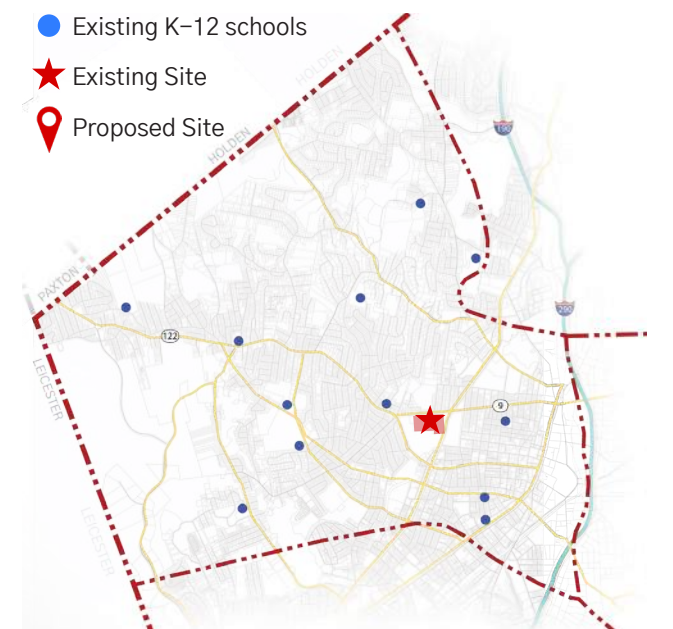 Existing K–12 schools
Existing Site
Proposed Site
HOLDEN
HOLDEN
190
PAXTON
290
122
LEICESTER
9
LEICESTER